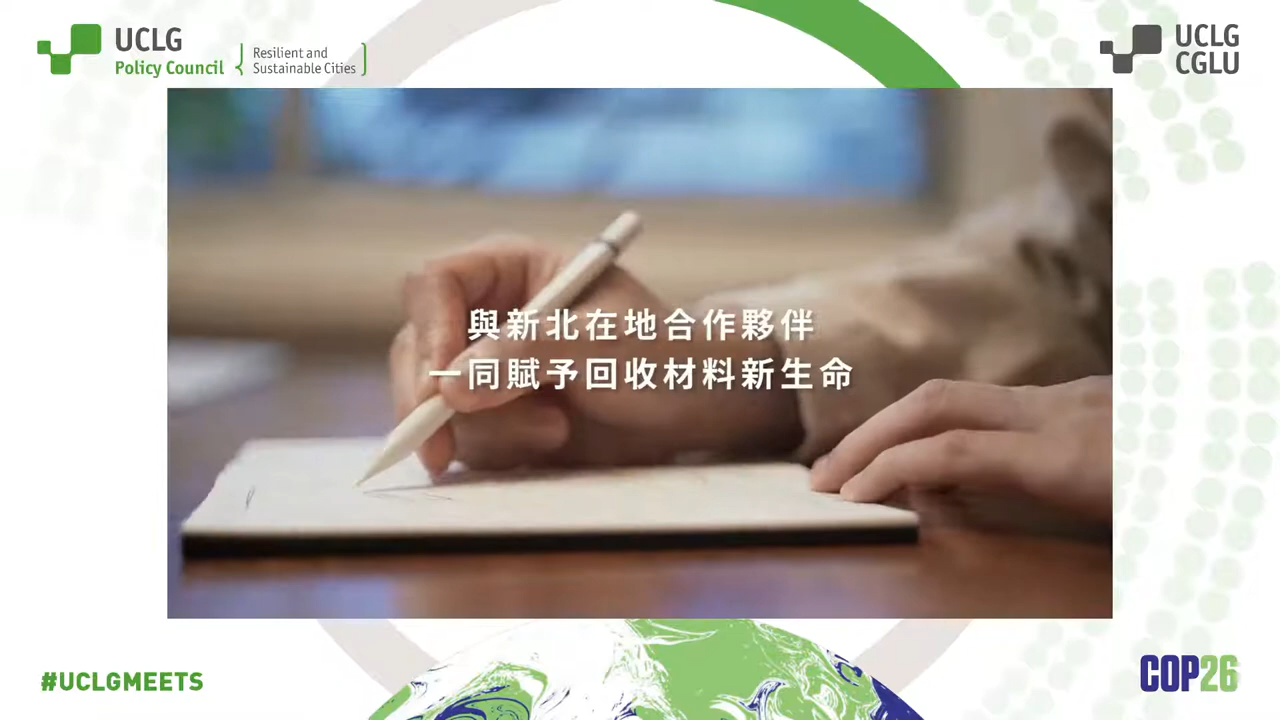 UCLG
Policy Council
Resilient and
Sustainable Cities
UCLG
CGLU
與新北在地合作夥伴
一同賦予回收材料新生命
#UCLGMEETS
COP26